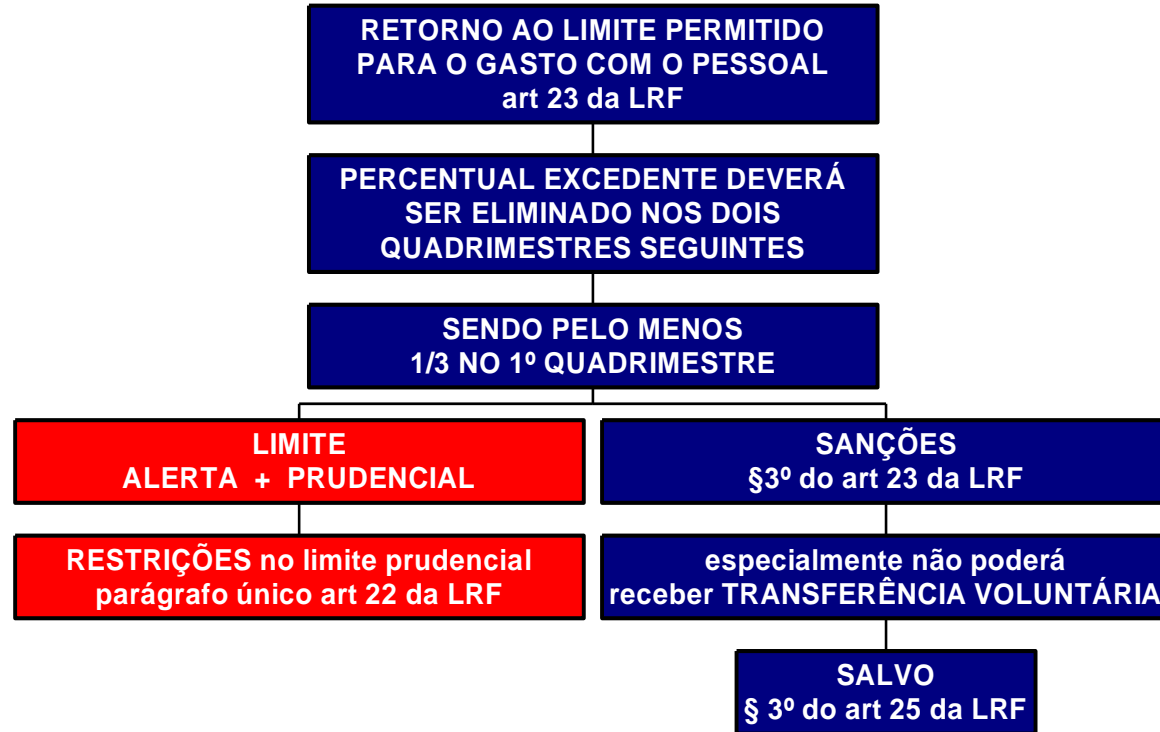 RETORNO AO LIMITE PERMITIDO
PARA O GASTO COM O PESSOAL
art 23 da LRF
PERCENTUAL EXCEDENTE DEVERÁ
SER ELIMINADO NOS DOIS
QUADRIMESTRES SEGUINTES
SENDO PELO MENOS
1/3 NO 1º QUADRIMESTRE
LIMITE
ALERTA + PRUDENCIAL
SANÇÕES
§3º do art 23 da LRF
RESTRIÇÕES no limite prudencial
parágrafo único art 22 da LRF
especialmente não poderá
receber TRANSFERÊNCIA VOLUNTÁRIA
SALVO
§ 3º do art 25 da LRF